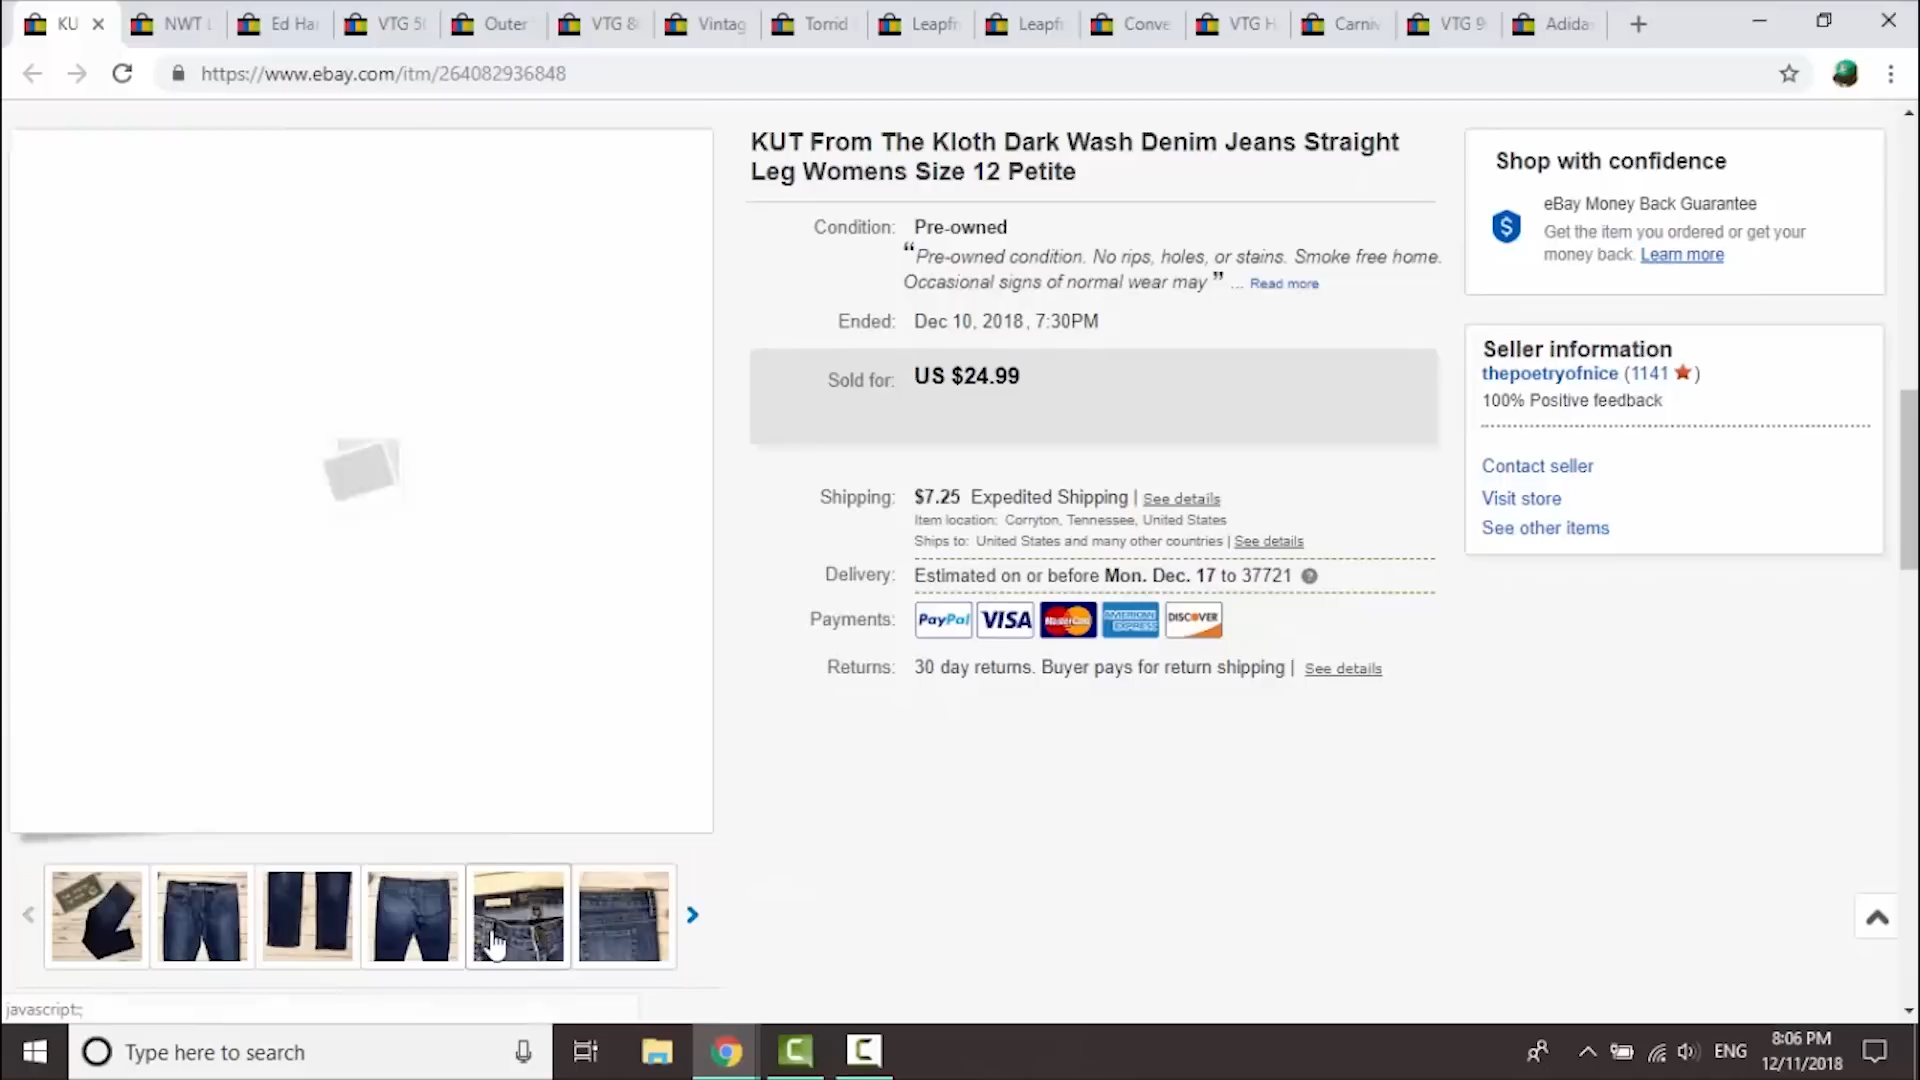 KU
NWT L
Ed Ha
VTG 5
Outer
VTG 8
Vintag
Torrid
Leapfr
Leapfr
Conve
VTG H
Carniv
VTG 9
Adida
https://www.ebay.com/itm/264082936848
KUT From The Kloth Dark Wash Denim Jeans Straight
Leg Womens Size 12 Petite
Condition: Pre-owned
“Pre-owned condition. No rips, holes, or stains. Smoke free home.
Occasional signs of normal wear may ” ... Read more
Ended: Dec 10, 2018 , 7:30PM
Sold for: US $24.99
Shipping: $7.25 Expedited Shipping | See details
Item location: Corryton, Tennessee, United States
Ships to: United States and many other countries | See details
Delivery: Estimated on or before Mon. Dec. 17 to 37721 ?
Payments: PayPal VISA MasterCard AMERICAN EXPRESS DISCOVER
Returns: 30 day returns. Buyer pays for return shipping | See details
Shop with confidence
$
eBay Money Back Guarantee
Get the item you ordered or get your
money back. Learn more
Seller information
thepoetryofnice (1141 ★)
100% Positive feedback
Contact seller
Visit store
See other items
javascript:;
Type here to search
ENG
8:06 PM
12/11/2018